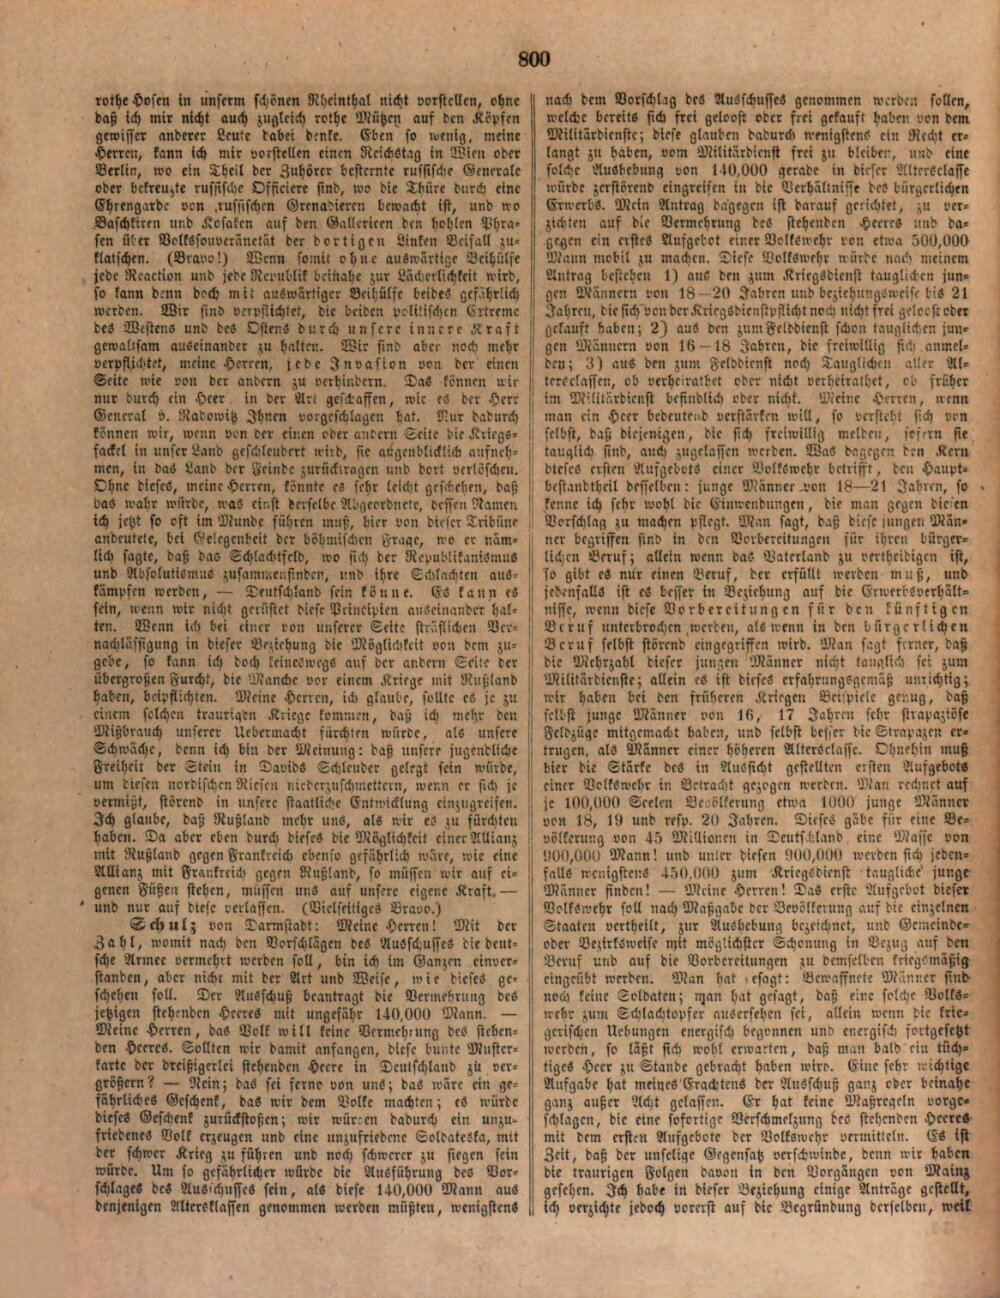 800
rothe Hosen in unserm schönen Rheinthal nicht vorstellen, ohne
daß ich mir nicht auch zugleich rothe Mützen auf den Köpfen
gewisser anderer Leute dabei denke. Eben so wenig, meine
Herren, kann ich mir vorstellen einen Reichstag in Wien oder
Berlin, wo ein Theil der Zuhörer besternte russische Generale
oder bekreuzte russische Officiere sind, wo die Thüre durch eine
Ehrengarde von russischen Grenadieren bewacht ist, und wo
Baschkiren und Kosaken auf den Gallerieen den hohlen Phra-
sen über Volkssouveränetät der dortigen Linken Beifall zu-
klatschen. (Bravo!) Wenn somit ohne auswärtige Beihülfe
jede Reaction und jede Republik beinahe zur Lächerlichkeit wird,
so kann denn doch mit auswärtiger Beihülfe beides gefährlich
werden. Wir sind verpflichtet, die beiden politischen Extreme
des Westens und des Ostens durch unsere innere Kraft
gewaltsam auseinander zu halten. Wir sind aber noch mehr
verpflichtet, meine Herren, jede Invasion von der einen
Seite wie von der andern zu verhindern. Das können wir
nur durch ein Heer, in der Art geschaffen, wie es der Herr
General v. Radowitz Ihnen vorgeschlagen hat. Nur dadurch
können wir, wenn von der einen oder andern Seite die Kriegs-
fackel in unser Land geschleudert wird, sie augenblicklich aufneh-
men, in das Land der Feinde zurücktragen und dort verlöschen.
Ohne dieses, meine Herren, könnte es sehr leicht geschehen, daß
das wahr würde, was einst derselbe Abgeordnete, dessen Namen
ich jetzt so oft im Munde führen muß, hier von dieser Tribüne
andeutete, bei Gelegenheit der böhmischen Frage, wo er näm-
lich sagte, daß das Schlachtfeld, wo sich der Republikanismus
und Absolutismus zusammenfinden, und ihre Schlachten aus-
kämpfen werden, — Deutschland sein könne. Es kann es
sein, wenn wir nicht gerüstet diese Principien auseinander hal-
ten. Wenn ich bei einer von unserer Seite sträflichen Ver-
nachlässigung in dieser Beziehung die Möglichkeit von dem zu-
gebe, so kann ich doch keineswegs auf der andern Seite der
übergroßen Furcht, die Manche vor einem Kriege mit Rußland
haben, beipflichten. Meine Herren, ich glaube, sollte es je zu
einem solchen traurigen Kriege kommen, daß ich mehr den
Mißbrauch unserer Uebermacht fürchten würde, als unsere
Schwäche, denn ich bin der Meinung: daß unsere jugendliche
Freiheit der Stein in Davids Schleuder gelegt sein würde,
um diesen nordischen Riesen niederzuschmettern, wenn er sich je
vermißt, störend in unsere staatliche Entwicklung einzugreifen.
Ich glaube, daß Rußland mehr uns, als wir es zu fürchten
haben. Da aber eben durch dieses die Möglichkeit einer Allianz
mit Rußland gegen Frankreich ebenso gefährlich wäre, wie eine
Allianz mit Frankreich gegen Rußland, so müssen wir auf ei-
genen Füßen stehen, müssen uns auf unsere eigene Kraft —
und nur auf diese verlassen. (Vielseitiges Bravo.)
Schulz von Darmstadt: Meine Herren! Mit der
Zahl, womit nach den Vorschlägen des Ausschusses die deut-
sche Armee vermehrt werden soll, bin ich im Ganzen einver-
standen, aber nicht mit der Art und Weise, wie dieses ge-
schehen soll. Der Ausschuß beantragt die Vermehrung des
jetzigen stehenden Heeres mit ungefähr 140,000 Mann. —
Meine Herren, das Volk will keine Vermehrung des stehen-
den Heeres. Sollten wir damit anfangen, diese bunte Muster-
karte der dreißigerlei stehenden Heere in Deutschland zu ver-
größern? — Nein; das sei ferne von uns; das wäre ein ge-
fährliches Geschenk, das wir dem Volke machten; es würde
dieses Geschenk zurückstoßen; wir würden dadurch ein unzu-
friedenes Volk erzeugen und eine unzufriedene Soldateska, mit
der schwer Krieg zu führen und noch schwerer zu siegen sein
würde. Um so gefährlicher würde die Ausführung des Vor-
schlages des Ausschusses sein, als diese 140,000 Mann aus
denjenigen Altersklassen genommen werden müßten, wenigstens
nach dem Vorschlag des Ausschusses genommen werden sollen,
welche bereits sich frei geloost oder frei gekauft haben von dem
Militärdienste; diese glauben dadurch wenigstens ein Recht er-
langt zu haben, vom Militärdienst frei zu bleiben, und eine
solche Aushebung von 140,000 gerade in dieser Altersclasse
würde zerstörend eingreifen in die Verhältnisse des bürgerlichen
Erwerbs. Mein Antrag dagegen ist darauf gerichtet, zu ver-
zichten auf die Vermehrung des stehenden Heeres und da-
gegen ein erstes Aufgebot einer Volkswehr von etwa 500,000
Mann mobil zu machen. Diese Volkswehr würde nach meinem
Antrag bestehen 1) aus den zum Kriegsdienst tauglichen jun-
gen Männern von 18—20 Jahren und beziehungsweise bis 21
Jahren, die sich von der Kriegsdienstpflicht noch nicht frei geloost oder
gekauft haben; 2) aus den zum Felddienst schon tauglichen jun-
gen Männern von 16—18 Jahren, die freiwillig sich anmel-
den; 3) aus den zum Felddienst noch Tauglichen aller Al-
tersclassen, ob verheirathet oder nicht verheirathet, ob früher
im Militärdienst befindlich oder nicht. Meine Herren, wenn
man ein Heer bedeutend verstärken will, so versteht sich von
selbst, daß diejenigen, die sich freiwillig melden, sofern sie
tauglich sind, auch zugelassen werden. Was dagegen den Kern
dieses ersten Aufgebots einer Volkswehr betrifft, den Haupt-
bestandtheil desselben: junge Männer von 18—21 Jahren, so
kenne ich sehr wohl die Einwendungen, die man gegen diesen
Vorschlag zu machen pflegt. Man sagt, daß diese jungen Män-
ner begriffen sind in den Vorbereitungen für ihren bürger-
lichen Beruf; allein wenn das Vaterland zu vertheidigen ist,
so gibt es nur einen Beruf, der erfüllt werden muß, und
jedenfalls ist es besser in Beziehung auf die Erwerbsverhält-
nisse, wenn diese Vorbereitungen für den künftigen
Beruf unterbrochen werden, als wenn in den bürgerlichen
Beruf selbst störend eingegriffen wird. Man sagt ferner, daß
die Mehrzahl dieser jungen Männer nicht tauglich sei zum
Militärdienste; allein es ist dieses erfahrungsgemäß unrichtig;
wir haben bei den früheren Kriegen Beispiele genug, daß
selbst junge Männer von 16, 17 Jahren sehr strapaziöse
Feldzüge mitgemacht haben, und selbst besser die Strapazen er-
trugen, als Männer einer höheren Altersclasse. Ohnehin muß
hier die Stärke des in Aussicht gestellten ersten Aufgebots
einer Volkswehr in Betracht gezogen werden. Man rechnet auf
je 100,000 Seelen Bevölkerung etwa 1000 junge Männer
von 18, 19 und resp. 20 Jahren. Dieses gäbe für eine Be-
völkerung von 45 Millionen in Deutschland eine Masse von
900,000 Mann! und unter diesen 900,000 werden sich jeden-
falls wenigstens 450,000 zum Kriegsdienst taugliche junge
Männer finden! — Meine Herren! Das erste Aufgebot dieser
Volkswehr soll nach Maßgabe der Bevölkerung auf die einzelnen
Staaten vertheilt, zur Aushebung bezeichnet, und Gemeinde-
oder Bezirksweise mit möglichster Schonung in Bezug auf den
Beruf und auf die Vorbereitungen zu demselben kriegsmäßig
eingeübt werden. Man hat gesagt: Bewaffnete Männer sind
noch keine Soldaten; man hat gesagt, daß eine solche Volks-
wehr zum Schlachtopfer ausersehen sei, allein wenn die krie-
gerischen Uebungen energisch begonnen und energisch fortgesetzt
werden, so läßt sich wohl erwarten, daß man bald ein tüch-
tiges Heer zu Stande gebracht haben wird. Eine sehr wichtige
Aufgabe hat meines Erachtens der Ausschuß ganz oder beinahe
ganz außer Acht gelassen. Er hat keine Maßregeln vorge-
schlagen, die eine sofortige Verschmelzung des stehenden Heeres
mit dem ersten Aufgebote der Volkswehr vermitteln. Es ist
Zeit, daß der unselige Gegensatz verschwinde, denn wir haben
die traurigen Folgen davon in den Vorgängen von Mainz
gesehen. Ich habe in dieser Beziehung einige Anträge gestellt,
ich verzichte jedoch vorerst auf die Begründung derselben, weil